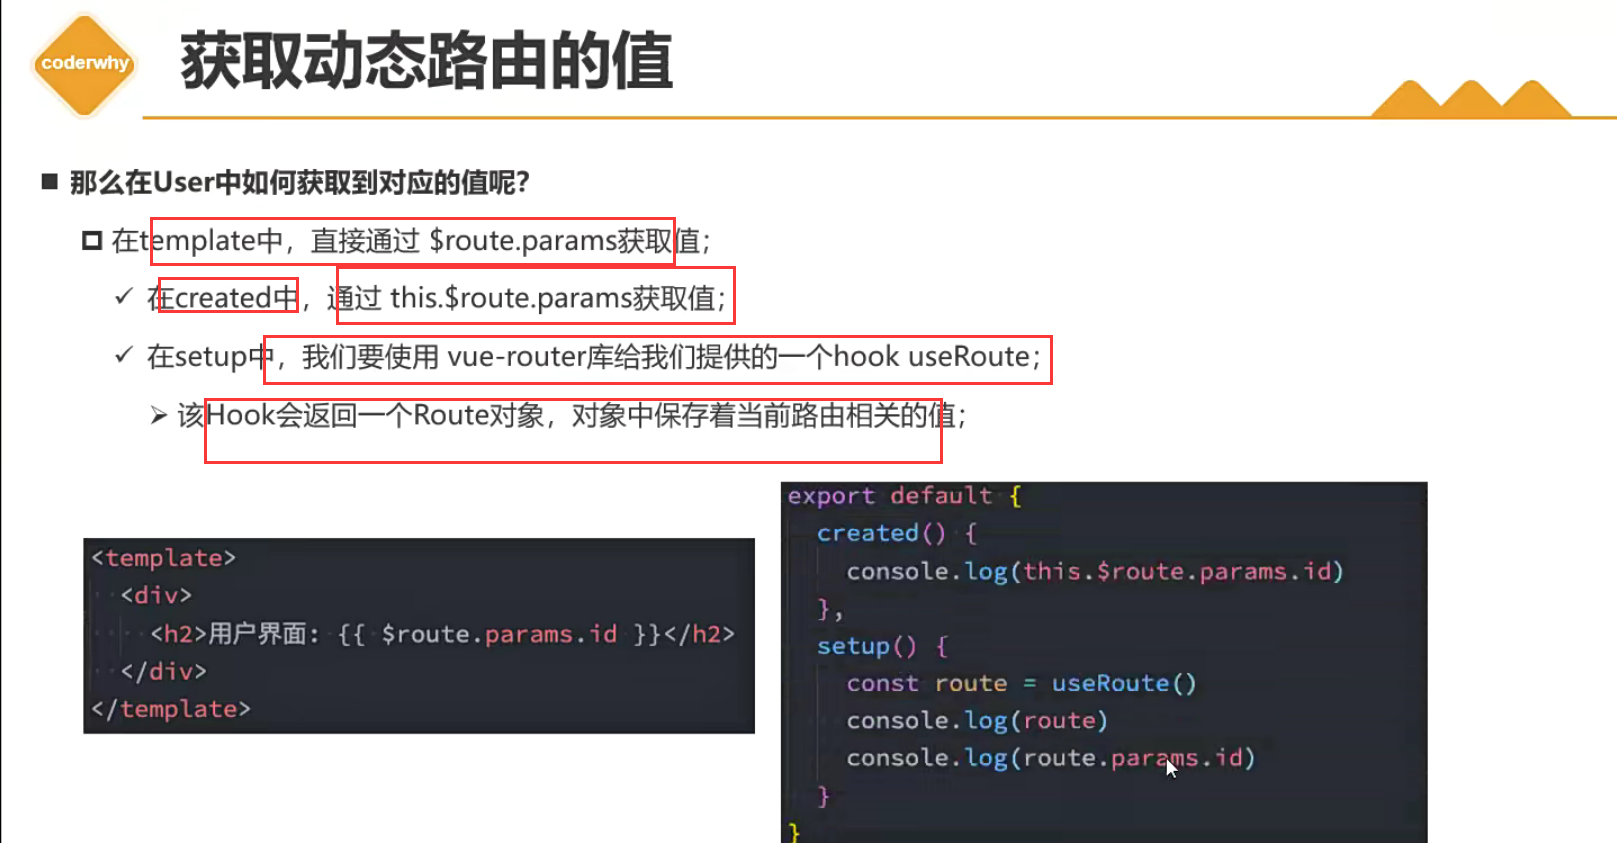 coderwhy
获取动态路由的值
那么在User中如何获取到对应的值呢?
在template中，直接通过 $route.params获取值；
在created中，通过 this.$route.params获取值；
在setup中，我们要使用 vue-router库给我们提供的一个hook useRoute；
该Hook会返回一个Route对象，对象中保存着当前路由相关的值；
<template>
<div>
<h2>用户界面: {{ $route.params.id }}</h2>
</div>
</template>
export default {
created() {
console.log(this.$route.params.id)
},
setup() {
const route = useRoute()
console.log(route)
console.log(route.params.id)
}
}